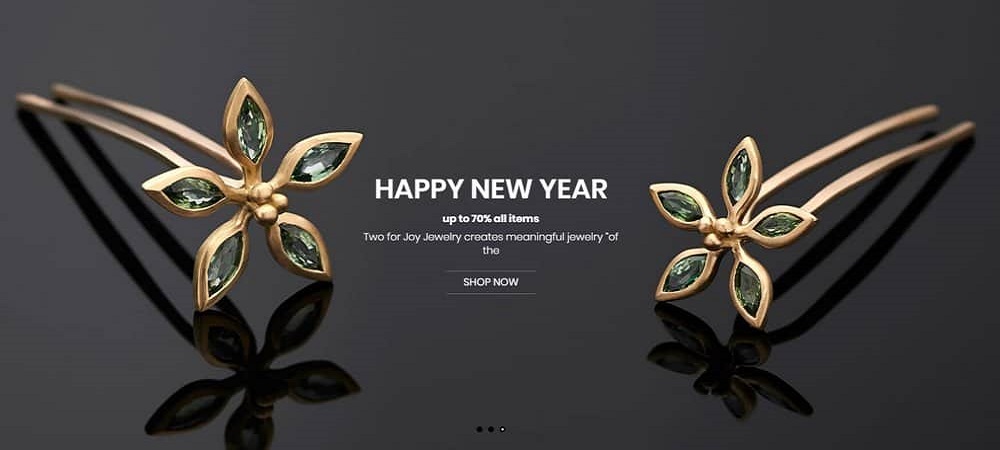 HAPPY NEW YEAR
up to 70% all items
Two for Joy Jewelry creates meaningful jewelry "of
the
SHOP NOW